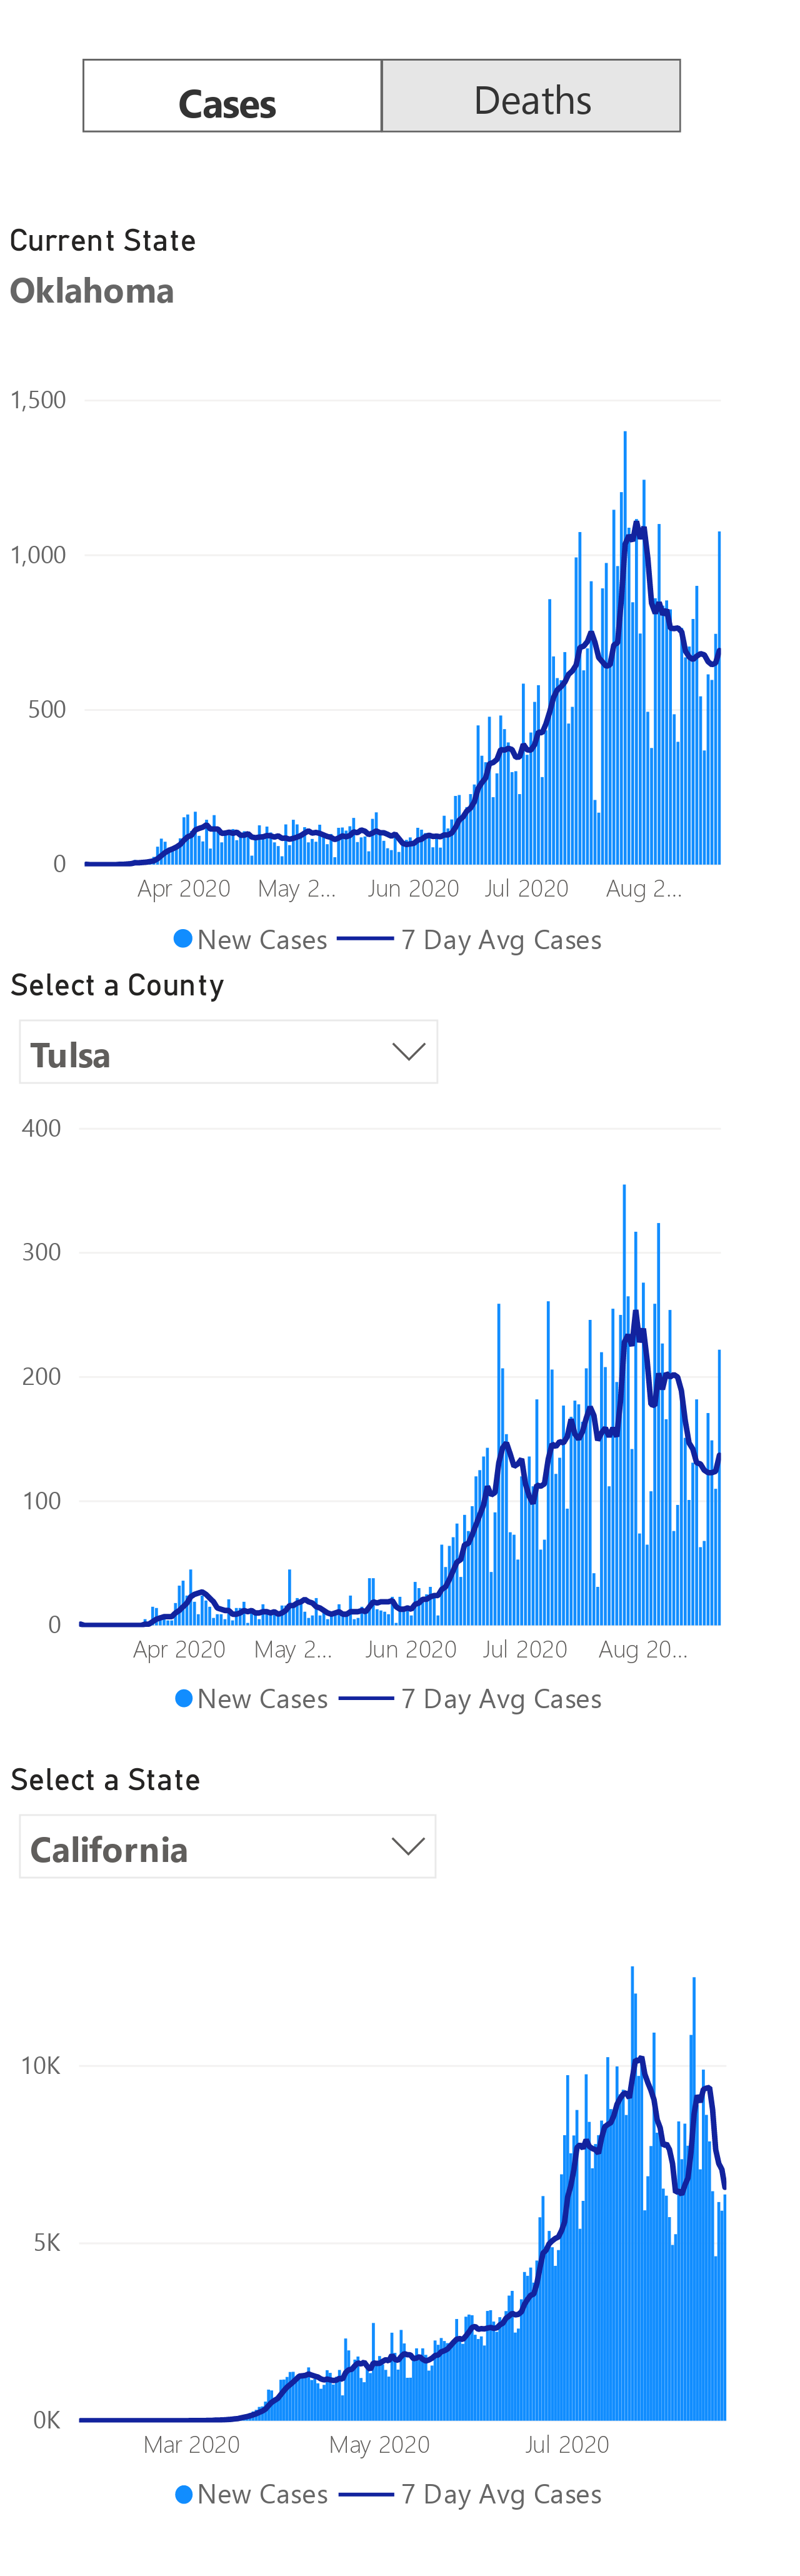 Cases Deaths
Current State
Oklahoma
1,500
1,000
500
0
Apr 2020 May 2... Jun 2020 Jul 2020 Aug 2...
New Cases 7 Day Avg Cases
Select a County
Tulsa
400
300
200
100
0
Apr 2020 May 2... Jun 2020 Jul 2020 Aug 20...
New Cases 7 Day Avg Cases
Select a State
California
10K
5K
0K
Mar 2020 May 2020 Jul 2020
New Cases 7 Day Avg Cases